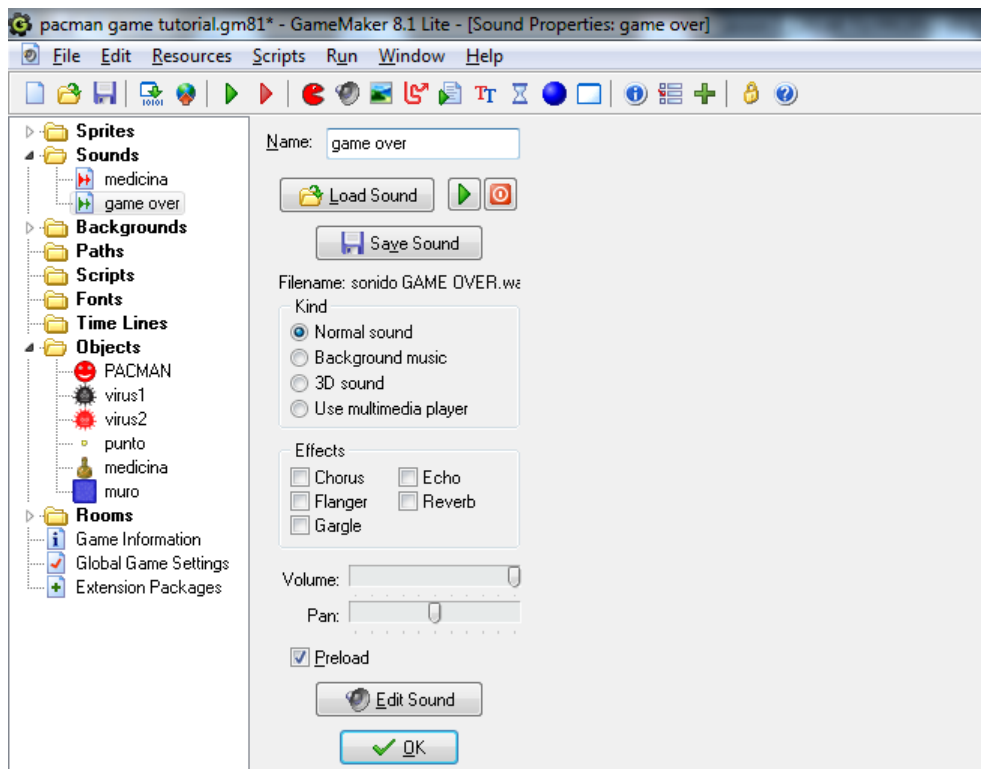 pacman game tutorial.gm81* - GameMaker 8.1 Lite - [Sound Properties: game over]
File Edit Resources Scripts Run Window Help
Sprites
Sounds
medicina
game over
Backgrounds
Paths
Scripts
Fonts
Time Lines
Objects
PACMAN
virus1
virus2
punto
medicina
muro
Rooms
Game Information
Global Game Settings
Extension Packages
Name: game over
Load Sound
Save Sound
Filename: sonido GAME OVER.wa
Kind
Normal sound
Background music
3D sound
Use multimedia player
Effects
Chorus Echo
Flanger Reverb
Gargle
Volume:
Pan:
Preload
Edit Sound
OK